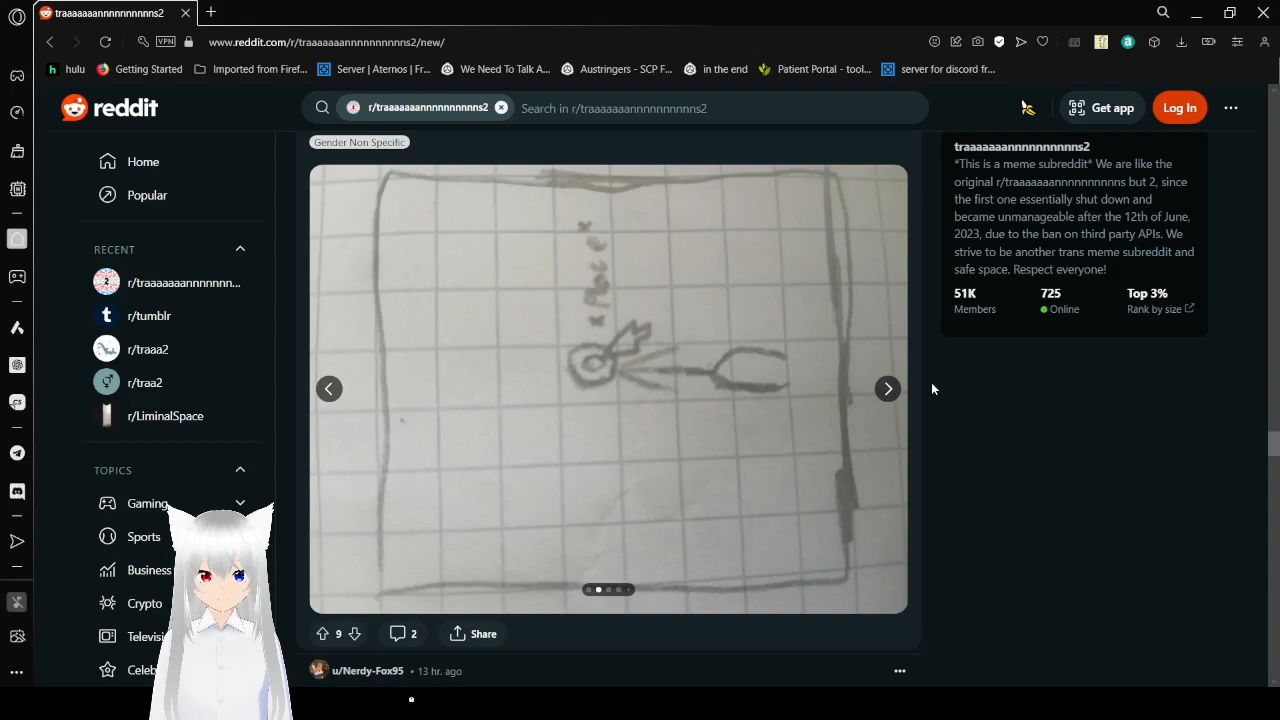 traaaaaaannnnnnnnnns2
VPN
www.reddit.com/r/traaaaaaannnnnnnnnns2/new/
hulu
Getting Started
Imported from Firef...
Server | Aternos | Fr...
We Need To Talk A...
Austringers - SCP F...
in the end
Patient Portal - tool...
server for discord fr...
reddit
r/traaaaaaannnnnnnnnns2
Search in r/traaaaaaannnnnnnnnns2
Get app
Log In
Home
Popular
RECENT
r/traaaaaaannnnnnn...
r/tumblr
r/traaa2
r/traa2
r/LiminalSpace
TOPICS
Gaming
Sports
Business
Crypto
Televisi
Celeb
Gender Non Specific
x Place x
9
2
Share
u/Nerdy-Fox95 • 13 hr. ago
traaaaaaannnnnnnnnns2
*This is a meme subreddit* We are like the
original r/traaaaaaannnnnnnnnns but 2, since
the first one essentially shut down and
became unmanageable after the 12th of June,
2023, due to the ban on third party APIs. We
strive to be another trans meme subreddit and
safe space. Respect everyone!
51K
Members
725
Online
Top 3%
Rank by size